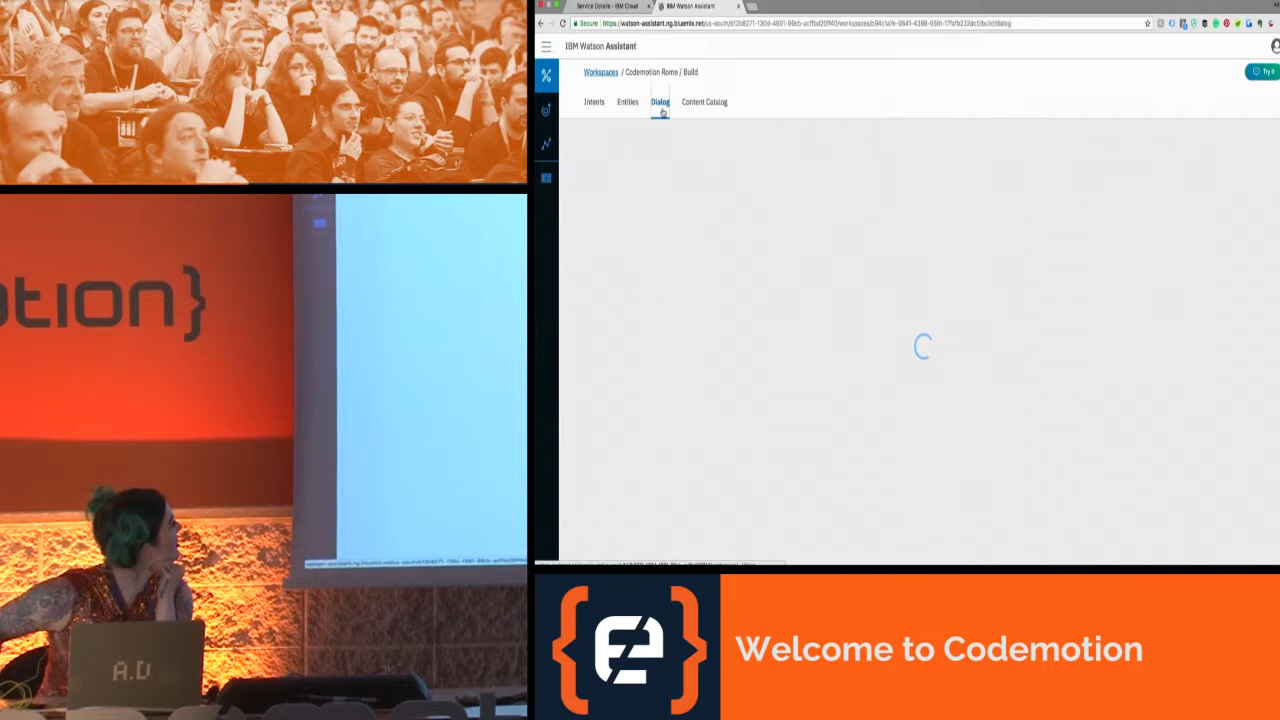 Service Details - IBM Cloud
IBM Watson Assistant
Secure
IBM Watson Assistant
Workspaces / Codemotion Rome / Build
Try it
Intents Entities Dialog Content Catalog
otion}
A.D
Welcome to Codemotion